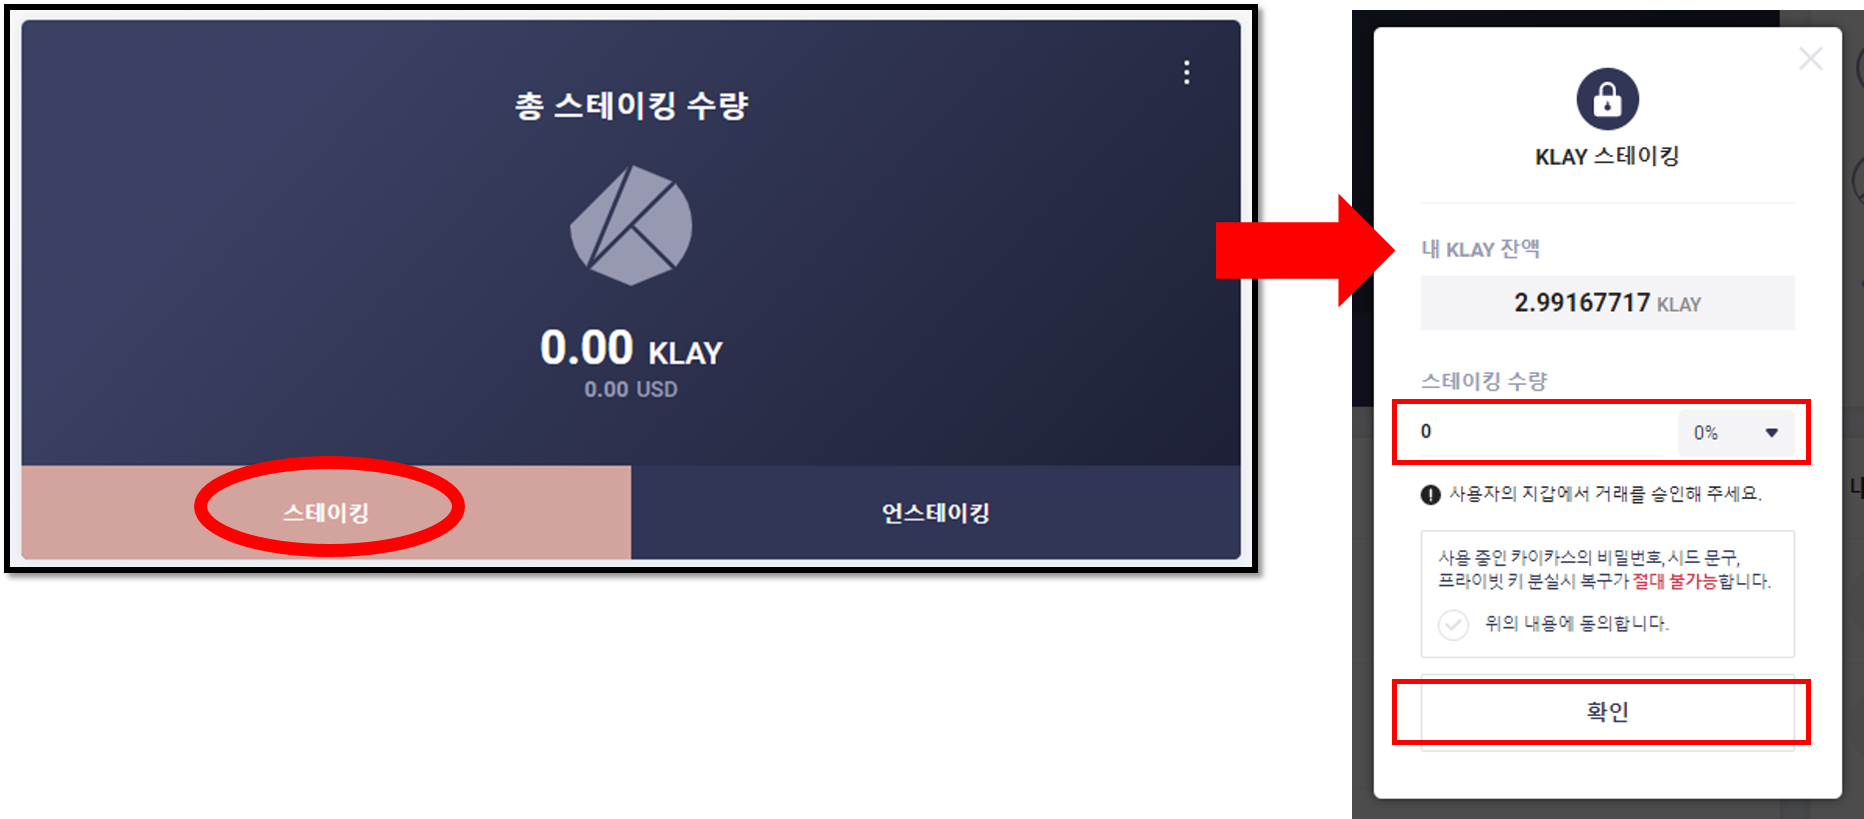 총 스테이킹 수량
0.00 KLAY
0.00 USD
스테이킹
언스테이킹
KLAY 스테이킹
내 KLAY 잔액
2.99167717 KLAY
스테이킹 수량
0
0%
사용자의 지갑에서 거래를 승인해 주세요.
사용 중인 카이카스의 비밀번호, 시드 문구,
프라이빗 키 분실시 복구가 절대 불가능합니다.
위의 내용에 동의합니다.
확인